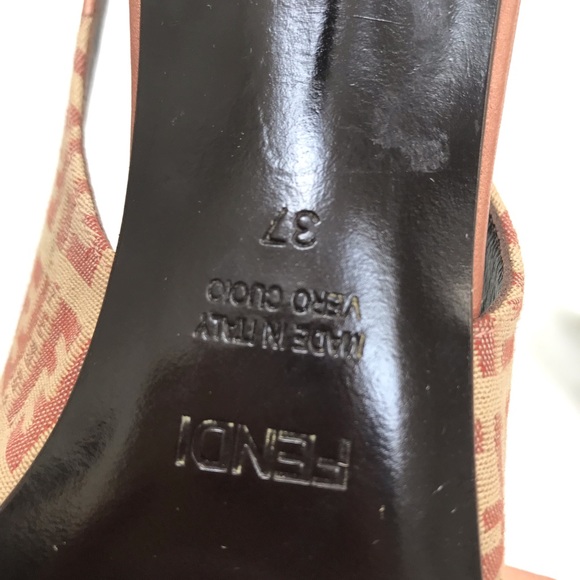 FENDI
MADE IN ITALY
VERO CUOIO
37